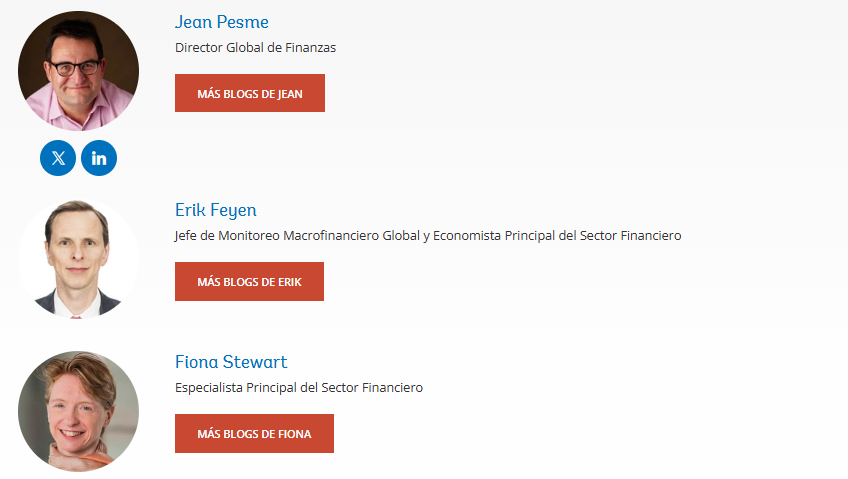 Jean Pesme
Director Global de Finanzas
MÁS BLOGS DE JEAN
X in
Erik Feyen
Jefe de Monitoreo Macrofinanciero Global y Economista Principal del Sector Financiero
MÁS BLOGS DE ERIK
Fiona Stewart
Especialista Principal del Sector Financiero
MÁS BLOGS DE FIONA